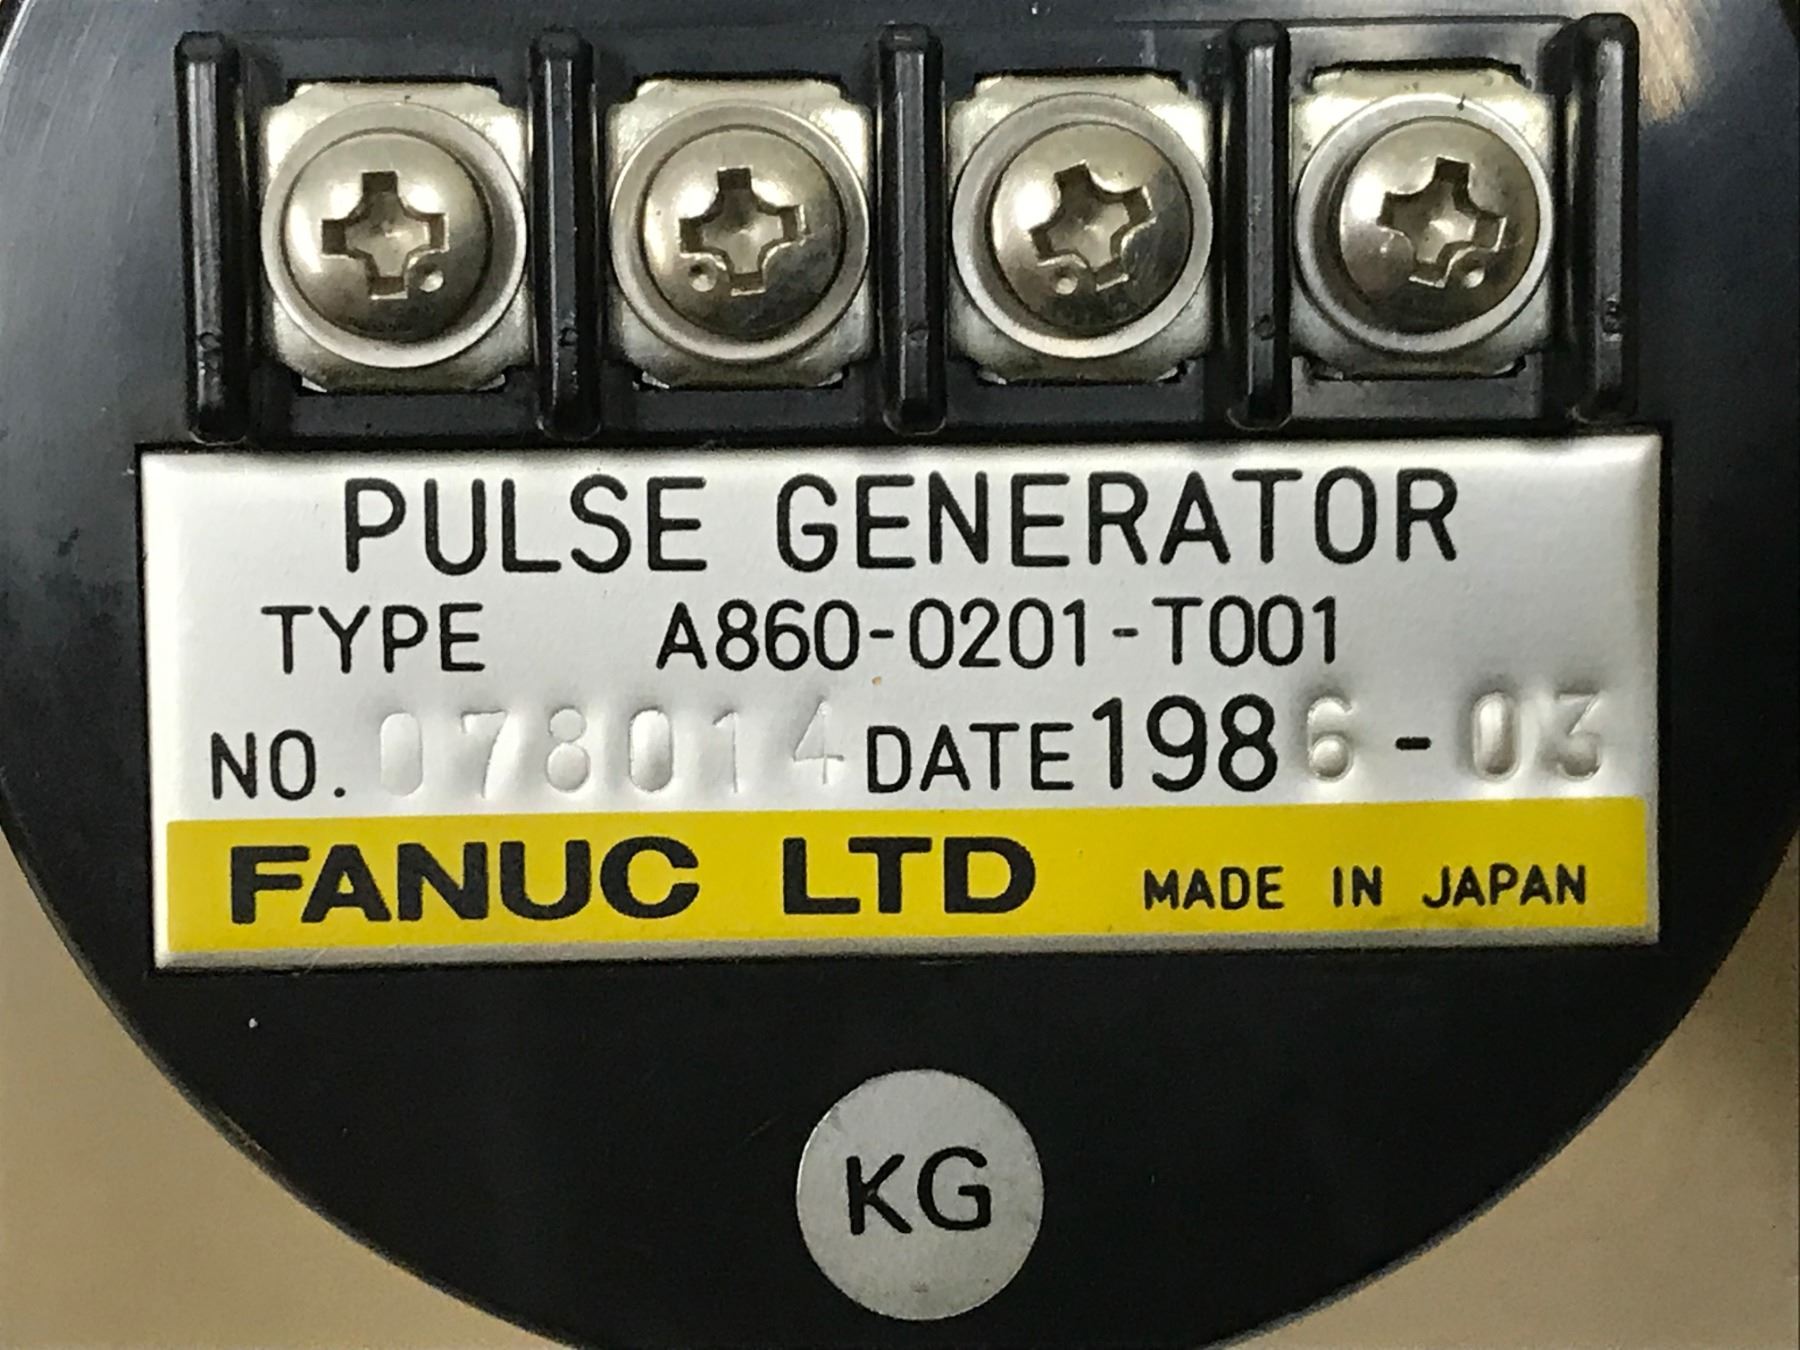 PULSE GENERATOR
TYPE A860-0201-T001
NO. 078014 DATE 1986-03
FANUC LTD MADE IN JAPAN
KG